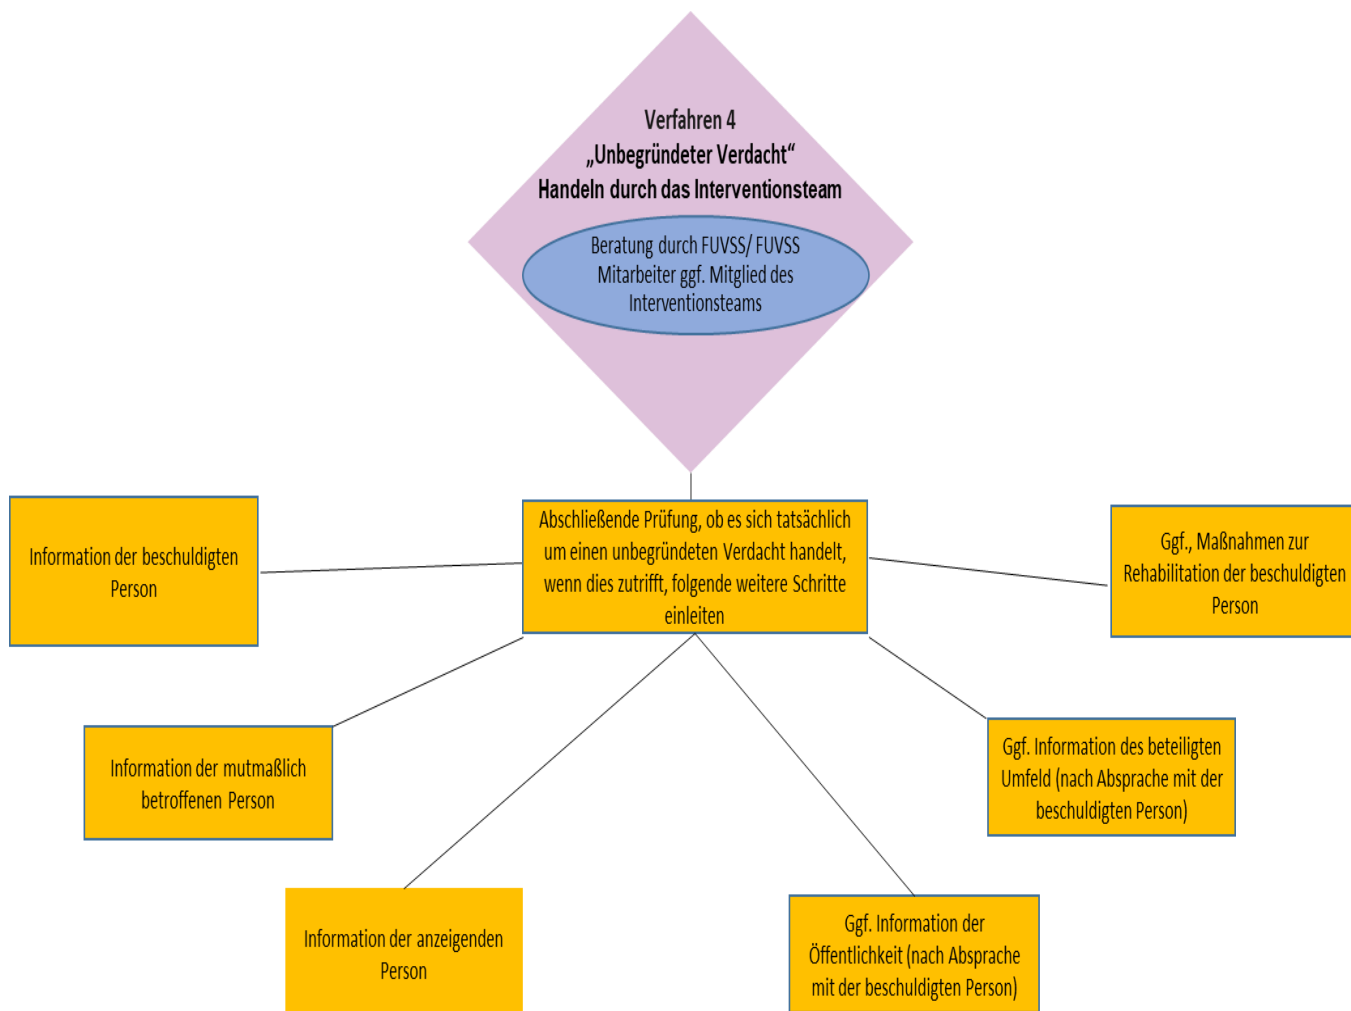 Verfahren 4
„Unbegründeter Verdacht“
Handeln durch das Interventionsteam
Beratung durch FUVSS/ FUVSS
Mitarbeiter ggf. Mitglied des
Interventionsteams
Abschließende Prüfung, ob es sich tatsächlich
um einen unbegründeten Verdacht handelt,
wenn dies zutrifft, folgende weitere Schritte
einleiten
Information der beschuldigten
Person
Ggf., Maßnahmen zur
Rehabilitation der beschuldigten
Person
Information der mutmaßlich
betroffenen Person
Ggf. Information des beteiligten
Umfeld (nach Absprache mit der
beschuldigten Person)
Information der anzeigenden
Person
Ggf. Information der
Öffentlichkeit (nach Absprache
mit der beschuldigten Person)